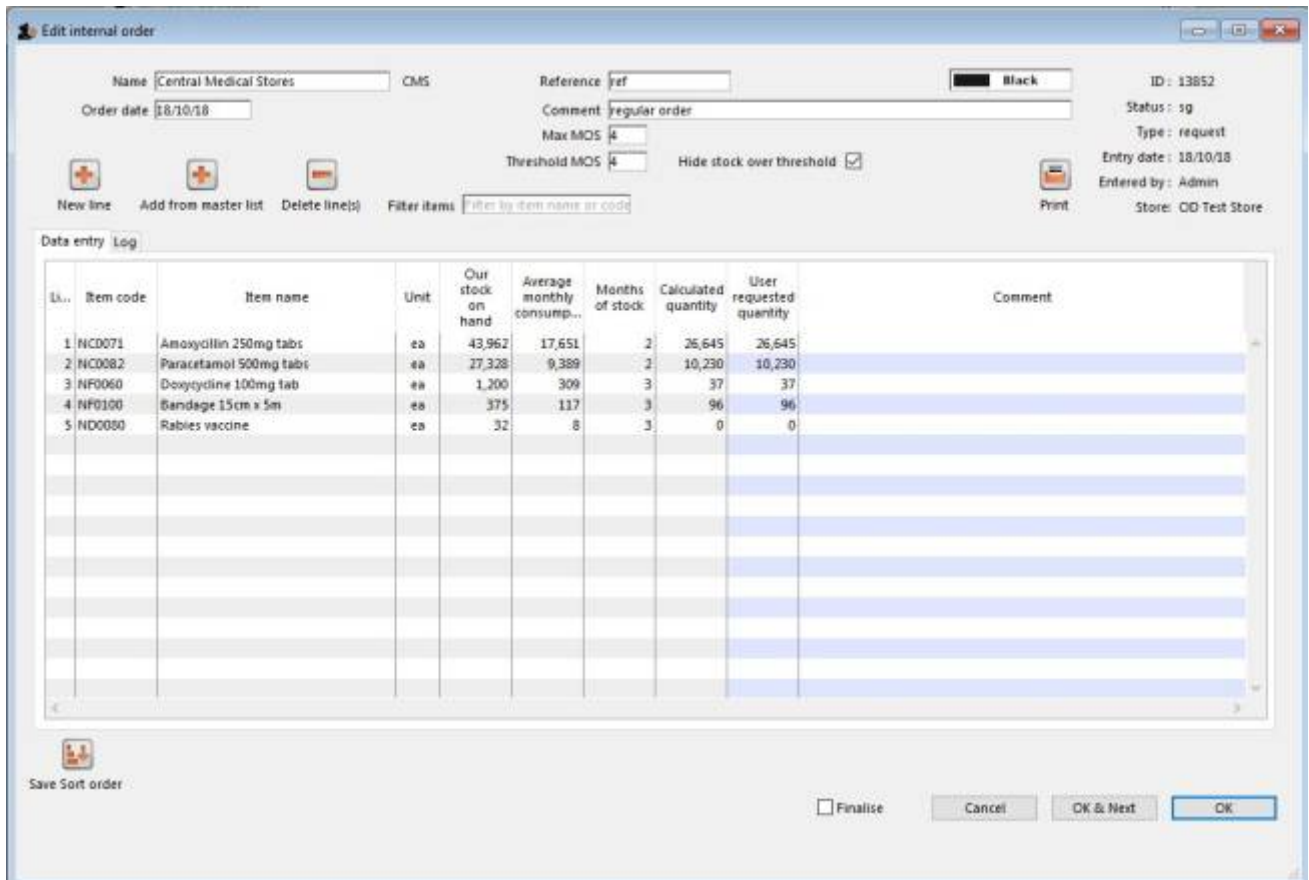 Edit internal order
Name Central Medical Stores CMS Reference ref Black ID : 13852
Order date 18/10/18 Comment regular order Status : sg
Max MOS 4 Type : request
Threshold MOS 4 Hide stock over threshold Entry date : 18/10/18
Entered by : Admin
New line Add from master list Delete line(s) Filter items Filter by item name or code Print Store: OD Test Store
Data entry Log
Li... Item code Item name Unit Our stock on hand Average monthly consump... Months of stock Calculated quantity User requested quantity Comment
1 NC0071 Amoxycillin 250mg tabs ea 43,962 17,651 2 26,645 26,645
2 NC0082 Paracetamol 500mg tabs ea 27,328 9,389 2 10,230 10,230
3 NF0060 Doxycycline 100mg tab ea 1,200 309 3 37 37
4 NF0100 Bandage 15cm x 5m ea 375 117 3 96 96
5 ND0080 Rabies vaccine ea 32 8 3 0 0
Save Sort order
Finalise Cancel OK & Next OK